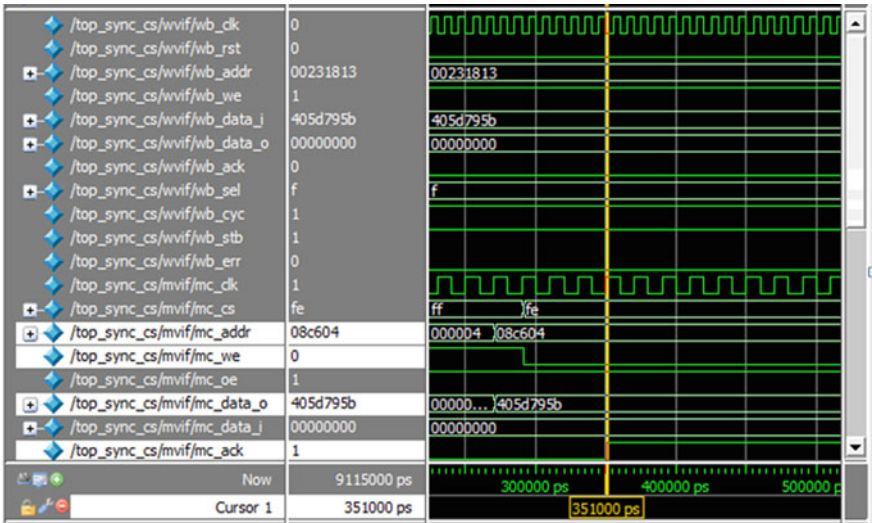 /top_sync_cs/wvif/wb_clk 0
/top_sync_cs/wvif/wb_rst 0
/top_sync_cs/wvif/wb_addr 00231813 00231813
/top_sync_cs/wvif/wb_we 1
/top_sync_cs/wvif/wb_data_i 405d795b 405d795b
/top_sync_cs/wvif/wb_data_o 00000000 00000000
/top_sync_cs/wvif/wb_ack 0
/top_sync_cs/wvif/wb_sel f f
/top_sync_cs/wvif/wb_cyc 1
/top_sync_cs/wvif/wb_stb 1
/top_sync_cs/wvif/wb_err 0
/top_sync_cs/mvif/mc_clk 1
/top_sync_cs/mvif/mc_cs fe ff fe
/top_sync_cs/mvif/mc_addr 08c604 000004 08c604
/top_sync_cs/mvif/mc_we 0
/top_sync_cs/mvif/mc_oe 1
/top_sync_cs/mvif/mc_data_o 405d795b 00000... 405d795b
/top_sync_cs/mvif/mc_data_i 00000000 00000000
/top_sync_cs/mvif/mc_ack 1
Now 9115000 ps 300000 ps 400000 ps 500000 p
Cursor 1 351000 ps 351000 ps